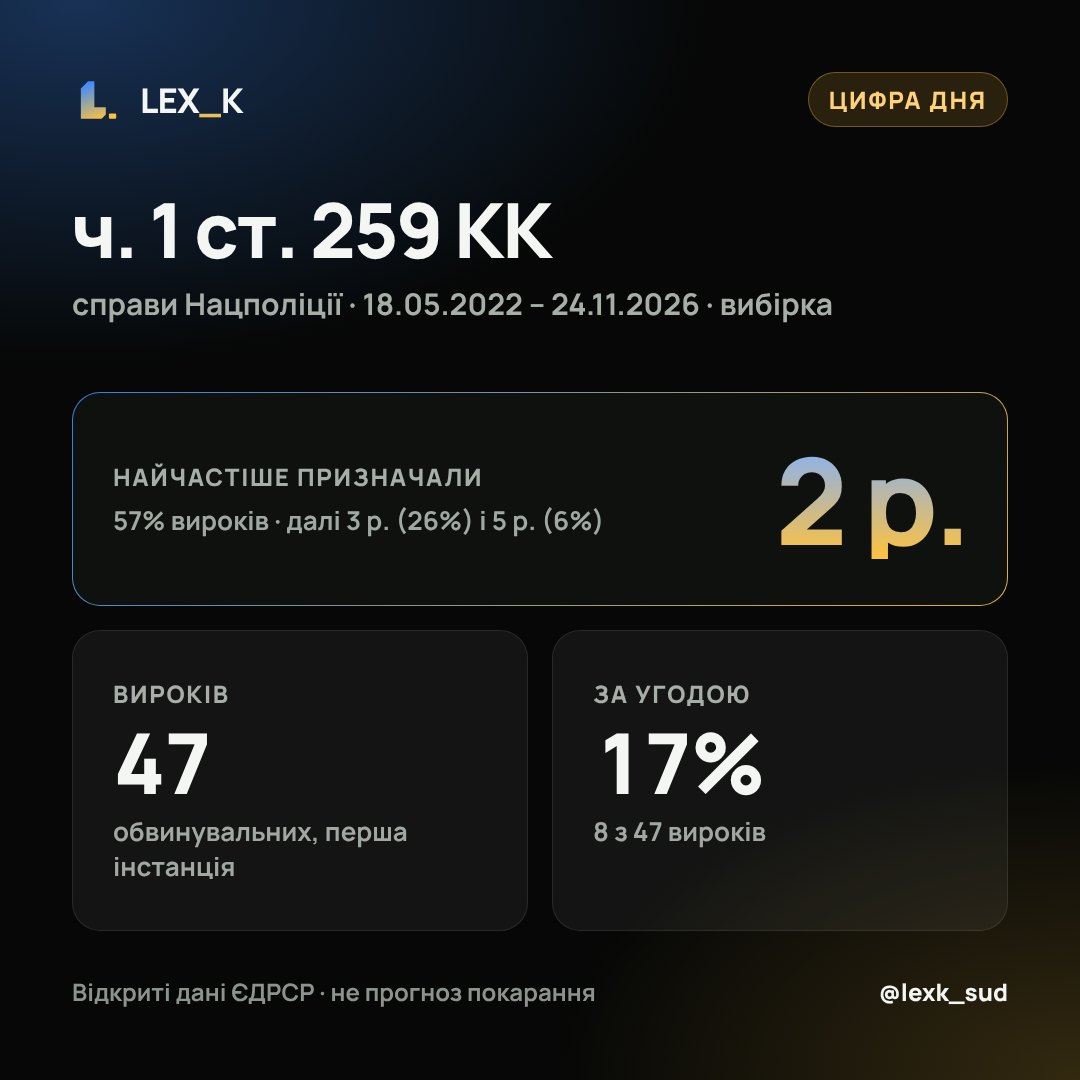 L. LEX_K
ЦИФРА ДНЯ
ч. 1 ст. 259 КК
справи Нацполіції · 18.05.2022 – 24.11.2026 · вибірка
НАЙЧАСТІШЕ ПРИЗНАЧАЛИ
57% вироків · далі 3 р. (26%) і 5 р. (6%)
2 р.
ВИРОКІВ
47
обвинувальних, перша
інстанція
ЗА УГОДОЮ
17%
8 з 47 вироків
Відкриті дані ЄДРСР · не прогноз покарання
@lexk_sud